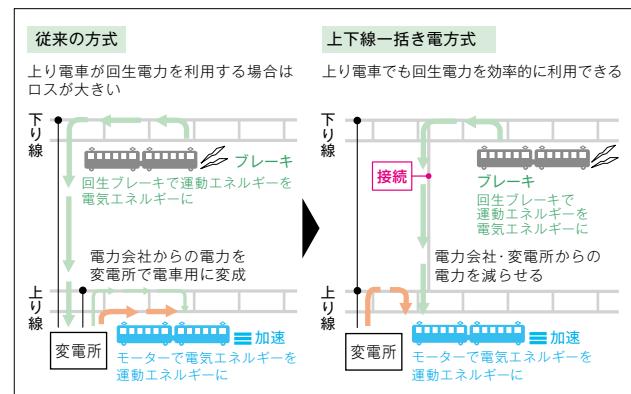 従来の方式
上り電車が回生電力を利用する場合は
ロスが大きい
下り線
ブレーキ
回生ブレーキで運動エネルギーを
電気エネルギーに
電力会社からの電力を
変電所で電車用に変成
上り線
変電所
加速
モーターで電気エネルギーを
運動エネルギーに
上下線一括き電方式
上り電車でも回生電力を効率的に利用できる
下り線
接続
ブレーキ
回生ブレーキで
運動エネルギーを
電気エネルギーに
電力会社・変電所からの
電力を減らせる
上り線
変電所
加速
モーターで電気エネルギーを
運動エネルギーに